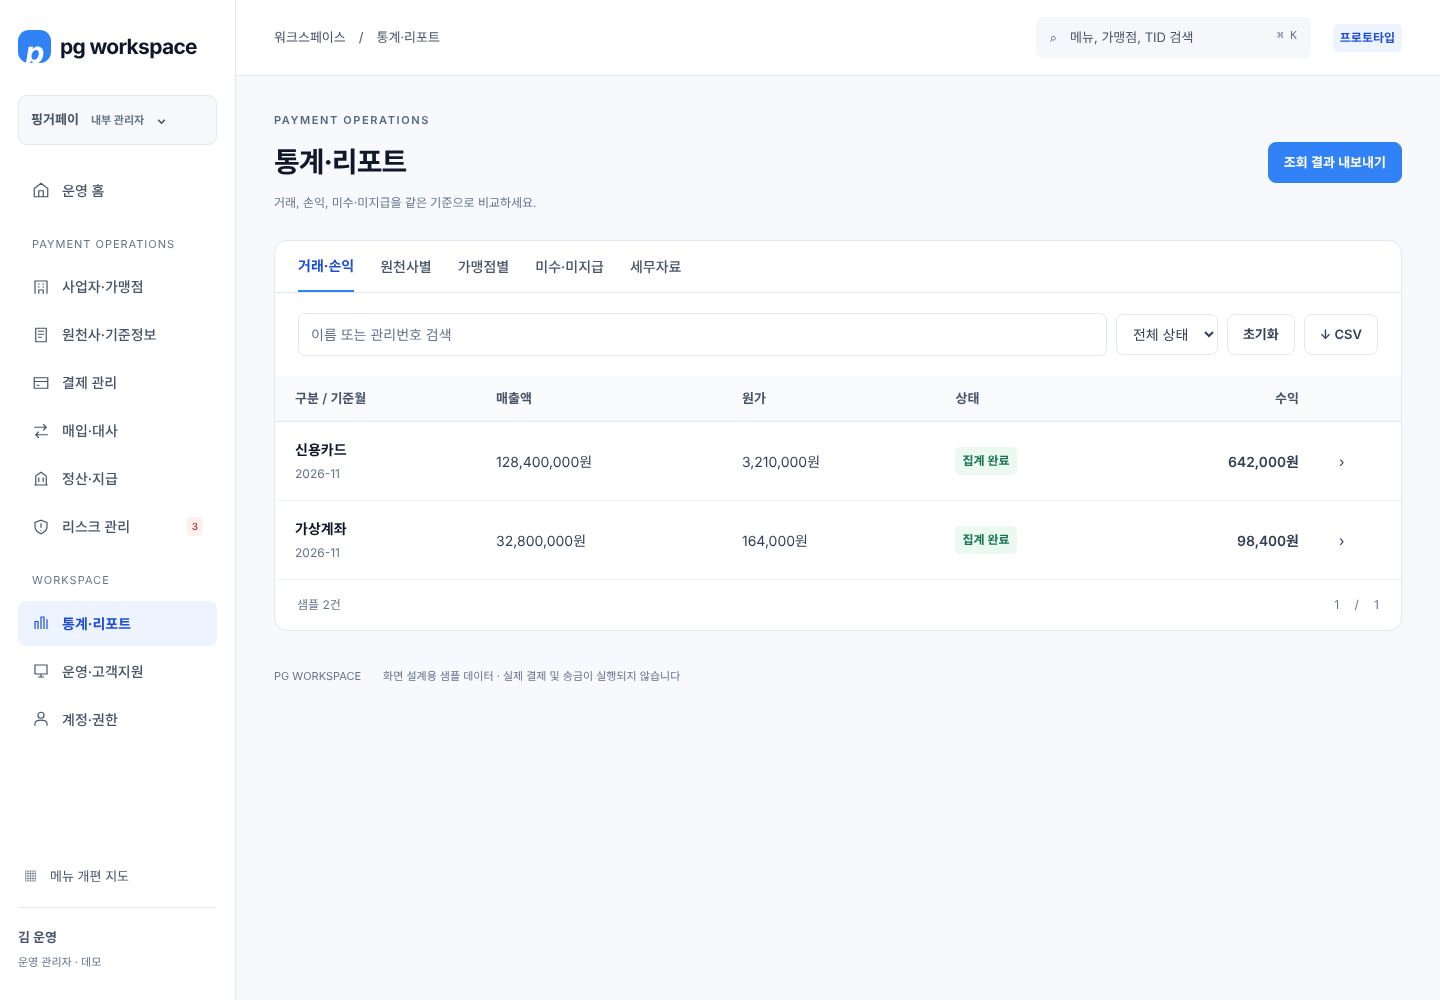 pg workspace
핑거페이 내부 관리자
운영 홈
PAYMENT OPERATIONS
사업자·가맹점
원천사·기준정보
결제 관리
매입·대사
정산·지급
리스크 관리 3
WORKSPACE
통계·리포트
운영·고객지원
계정·권한
메뉴 개편 지도
김 운영
운영 관리자 · 데모
워크스페이스 / 통계·리포트
메뉴, 가맹점, TID 검색 ⌘ K
프로토타입
PAYMENT OPERATIONS
통계·리포트
조회 결과 내보내기
거래, 손익, 미수·미지급을 같은 기준으로 비교하세요.
거래·손익 원천사별 가맹점별 미수·미지급 세무자료
이름 또는 관리번호 검색 전체 상태 초기화 ↓ CSV
구분 / 기준월 매출액 원가 상태 수익
신용카드
2026-11
128,400,000원 3,210,000원 집계 완료 642,000원 ›
가상계좌
2026-11
32,800,000원 164,000원 집계 완료 98,400원 ›
샘플 2건 1 / 1
PG WORKSPACE 화면 설계용 샘플 데이터 · 실제 결제 및 송금이 실행되지 않습니다